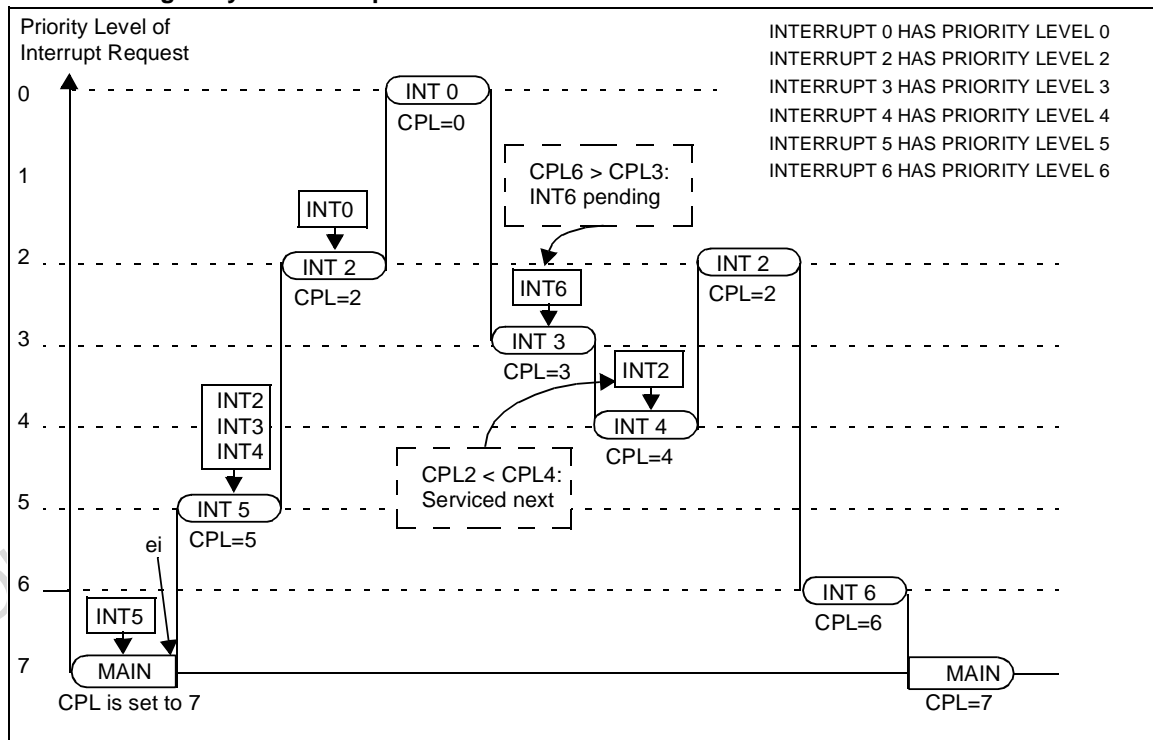 Priority Level of
Interrupt Request
INTERRUPT 0 HAS PRIORITY LEVEL 0
INTERRUPT 2 HAS PRIORITY LEVEL 2
INTERRUPT 3 HAS PRIORITY LEVEL 3
INTERRUPT 4 HAS PRIORITY LEVEL 4
INTERRUPT 5 HAS PRIORITY LEVEL 5
INTERRUPT 6 HAS PRIORITY LEVEL 6
0
INT 0
CPL=0
1
CPL6 > CPL3:
INT6 pending
INT0
2
INT 2
CPL=2
INT 2
CPL=2
INT6
3
INT 3
CPL=3
INT2
INT2
INT3
INT4
4
INT 4
CPL=4
CPL2 < CPL4:
Serviced next
5
INT 5
CPL=5
ei
6
INT 6
CPL=6
INT5
7
MAIN
CPL is set to 7
MAIN
CPL=7